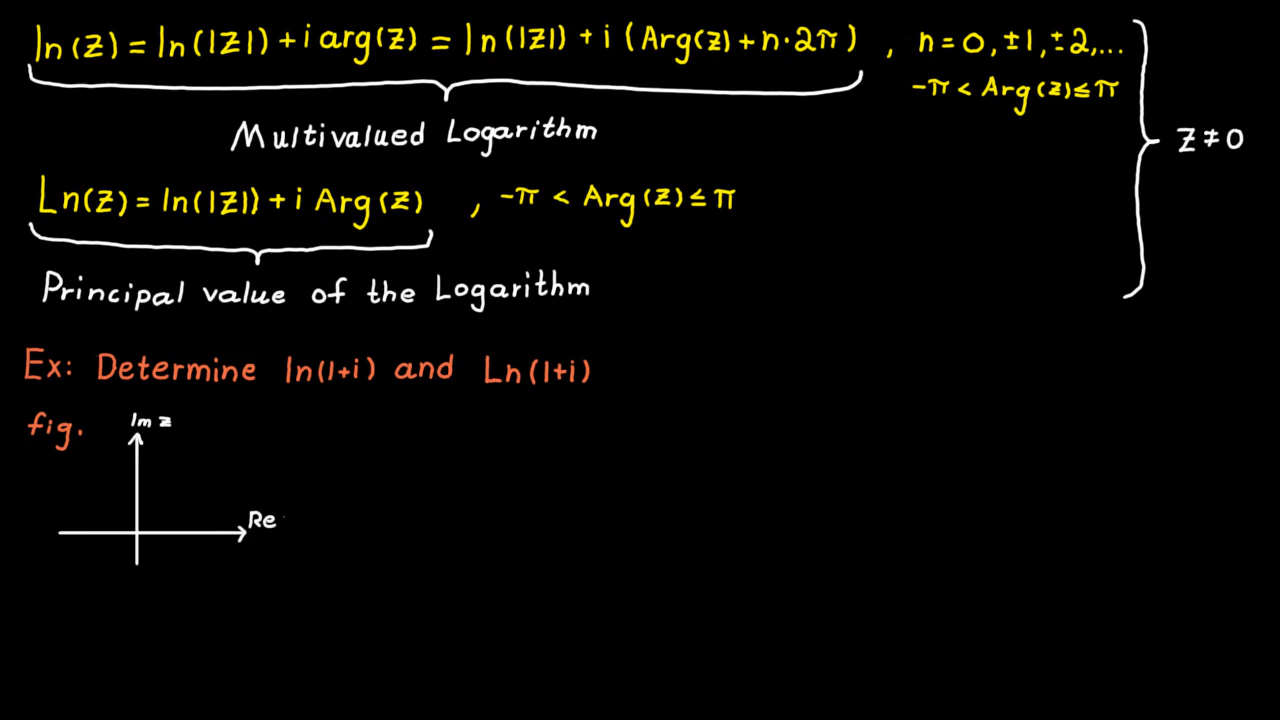 ln(z) = ln(|z|) + i arg(z) = ln(|z|) + i (Arg(z) + n·2π) , n = 0, ±1, ±2,...
-π < Arg(z) ≤ π
Multivalued Logarithm
z ≠ 0
Ln(z) = ln(|z|) + i Arg(z) , -π < Arg(z) ≤ π
Principal value of the Logarithm
Ex: Determine ln(1+i) and Ln(1+i)
fig.
Im z
Re